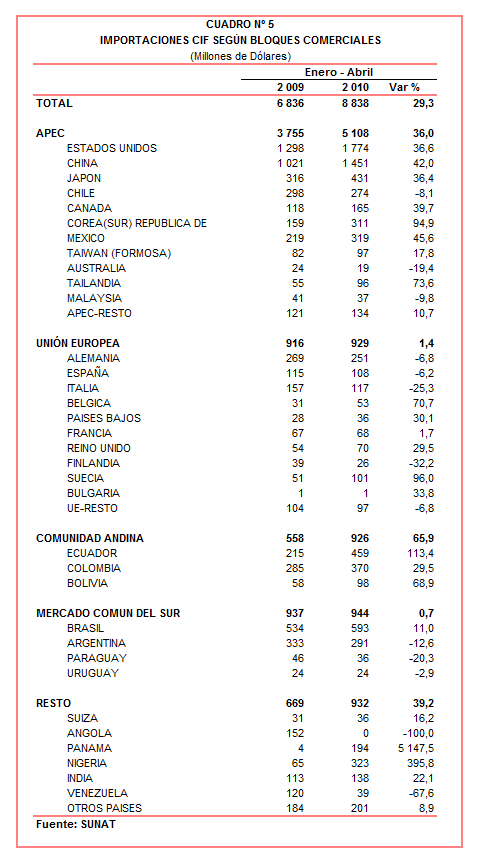 CUADRO Nº 5
IMPORTACIONES CIF SEGÚN BLOQUES COMERCIALES
(Millones de Dólares)
Enero - Abril
2 009 2 010 Var %
TOTAL 6 836 8 838 29,3
APEC 3 755 5 108 36,0
ESTADOS UNIDOS 1 298 1 774 36,6
CHINA 1 021 1 451 42,0
JAPON 316 431 36,4
CHILE 298 274 -8,1
CANADA 118 165 39,7
COREA(SUR) REPUBLICA DE 159 311 94,9
MEXICO 219 319 45,6
TAIWAN (FORMOSA) 82 97 17,8
AUSTRALIA 24 19 -19,4
TAILANDIA 55 96 73,6
MALAYSIA 41 37 -9,8
APEC-RESTO 121 134 10,7
UNIÓN EUROPEA 916 929 1,4
ALEMANIA 269 251 -6,8
ESPAÑA 115 108 -6,2
ITALIA 157 117 -25,3
BELGICA 31 53 70,7
PAISES BAJOS 28 36 30,1
FRANCIA 67 68 1,7
REINO UNIDO 54 70 29,5
FINLANDIA 39 26 -32,2
SUECIA 51 101 96,0
BULGARIA 1 1 33,8
UE-RESTO 104 97 -6,8
COMUNIDAD ANDINA 558 926 65,9
ECUADOR 215 459 113,4
COLOMBIA 285 370 29,5
BOLIVIA 58 98 68,9
MERCADO COMUN DEL SUR 937 944 0,7
BRASIL 534 593 11,0
ARGENTINA 333 291 -12,6
PARAGUAY 46 36 -20,3
URUGUAY 24 24 -2,9
RESTO 669 932 39,2
SUIZA 31 36 16,2
ANGOLA 152 0 -100,0
PANAMA 4 194 5 147,5
NIGERIA 65 323 395,8
INDIA 113 138 22,1
VENEZUELA 120 39 -67,6
OTROS PAISES 184 201 8,9
Fuente: SUNAT